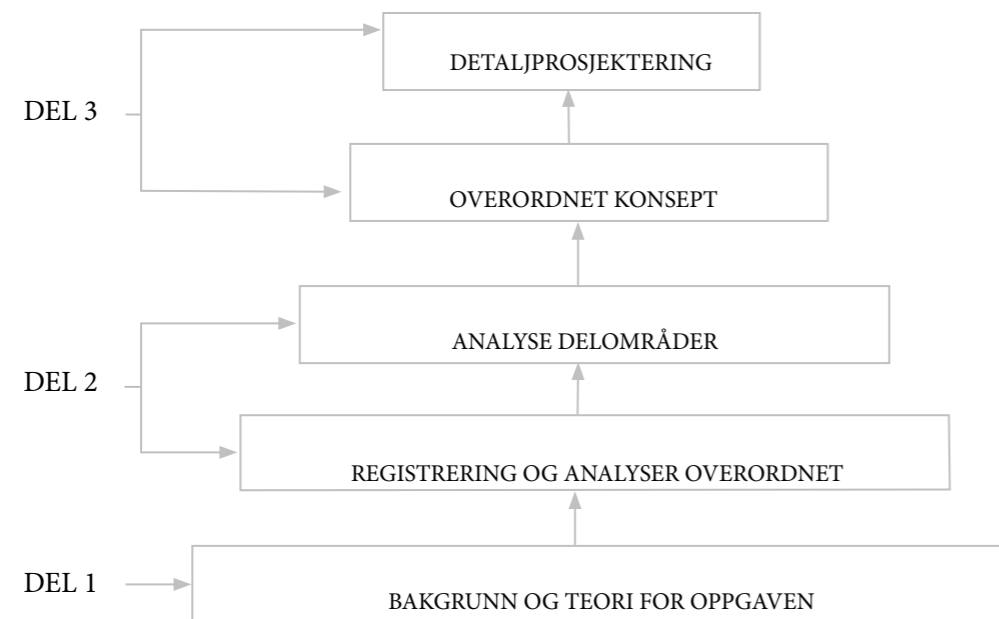 DETALJPROSJEKTERING
DEL 3
OVERORDNET KONSEPT
ANALYSE DELOMRÅDER
DEL 2
REGISTRERING OG ANALYSER OVERORDNET
DEL 1
BAKGRUNN OG TEORI FOR OPPGAVEN